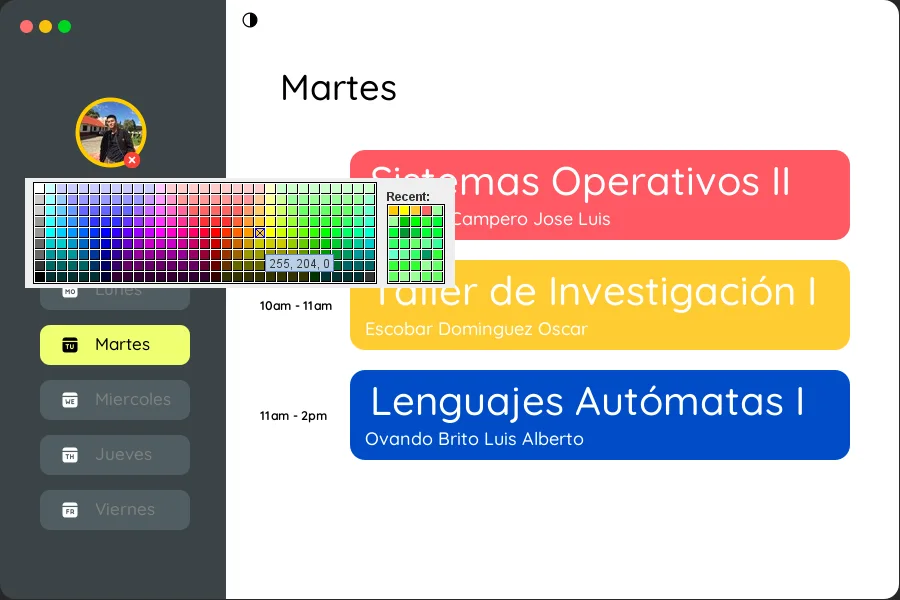 Martes
Sistemas Operativos II
Campero Jose Luis
Recent:
255, 204, 0
MO Lunes
10am - 11am
Taller de Investigación I
Escobar Dominguez Oscar
TU Martes
WE Miercoles
11am - 2pm
Lenguajes Autómatas I
Ovando Brito Luis Alberto
TH Jueves
FR Viernes